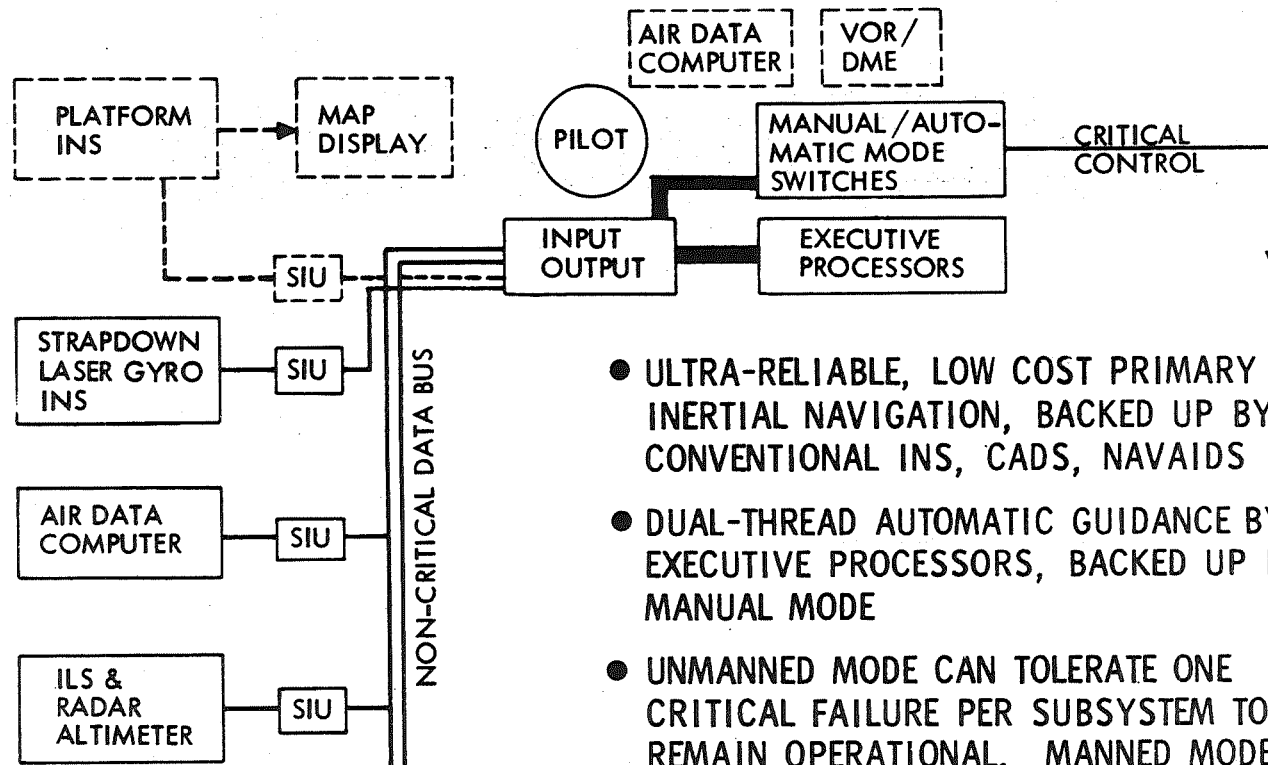 AIR DATA
COMPUTER
VOR/
DME
PLATFORM
INS
MAP
DISPLAY
PILOT
MANUAL/AUTO-
MATIC MODE
SWITCHES
CRITICAL
CONTROL
INPUT
OUTPUT
EXECUTIVE
PROCESSORS
SIU
STRAPDOWN
LASER GYRO
INS
SIU
AIR DATA
COMPUTER
SIU
ILS &
RADAR
ALTIMETER
SIU
NON-CRITICAL DATA BUS
● ULTRA-RELIABLE, LOW COST PRIMARY
INERTIAL NAVIGATION, BACKED UP BY
CONVENTIONAL INS, CADS, NAVAIDS
● DUAL-THREAD AUTOMATIC GUIDANCE BY
EXECUTIVE PROCESSORS, BACKED UP
MANUAL MODE
● UNMANNED MODE CAN TOLERATE ONE
CRITICAL FAILURE PER SUBSYSTEM TO
REMAIN OPERATIONAL. MANNED MODE